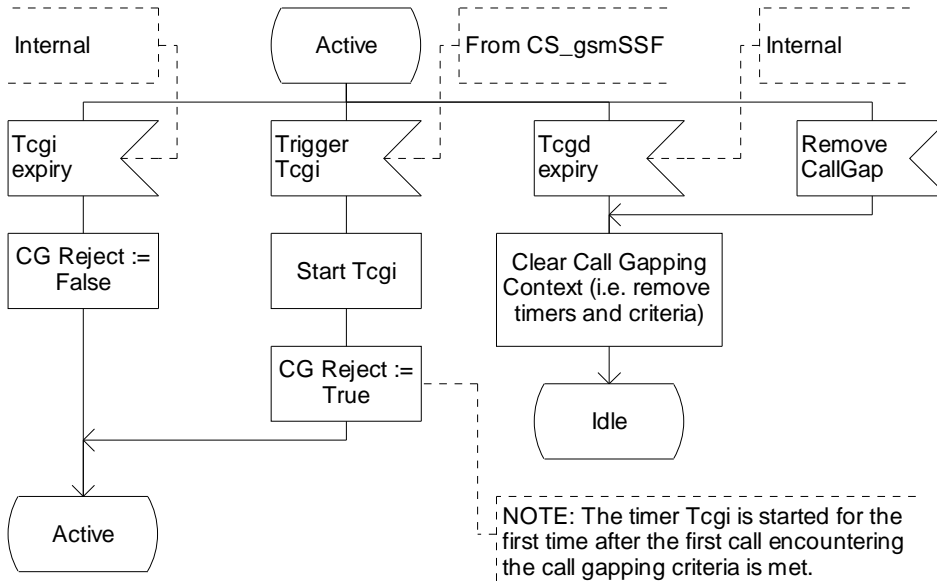 Internal
Active
From CS_gsmSSF
Internal
Tcgi
expiry
Trigger
Tcgi
Tcgd
expiry
Remove
CallGap
CG Reject :=
False
Start Tcgi
Clear Call Gapping
Context (i.e. remove
timers and criteria)
CG Reject :=
True
Idle
Active
NOTE: The timer Tcgi is started for the
first time after the first call encountering
the call gapping criteria is met.